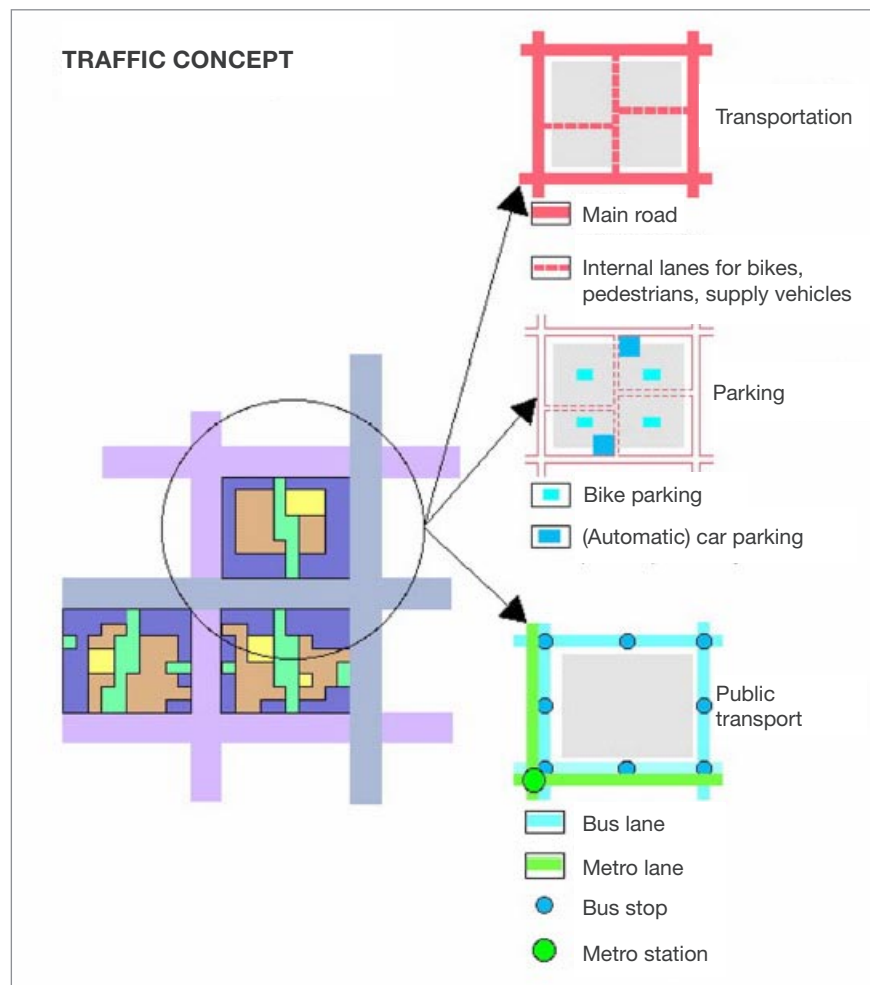 TRAFFIC CONCEPT
Transportation
Main road
Internal lanes for bikes,
pedestrians, supply vehicles
Parking
Bike parking
(Automatic) car parking
Public
transport
Bus lane
Metro lane
Bus stop
Metro station